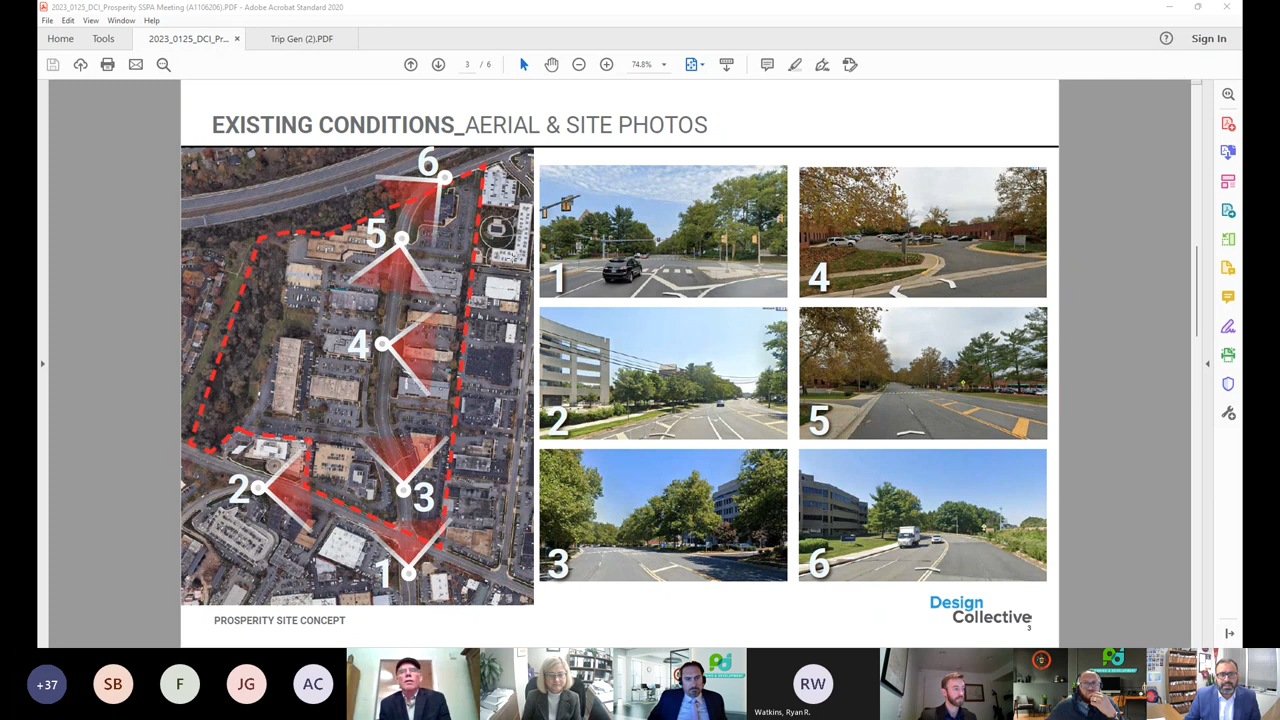 2023_0125_DCI_Prosperity SSPA Meeting (A1106206).PDF - Adobe Acrobat Standard 2020
File Edit View Window Help
Home Tools 2023_0125_DCI_Pr... × Trip Gen (2).PDF Sign In
3 / 6 74.8%
EXISTING CONDITIONS_AERIAL & SITE PHOTOS
6
5
4
2
3
1
1
4
2
5
3
6
PROSPERITY SITE CONCEPT
Design
Collective
3
+37 SB F JG AC RW
pd
Watkins, Ryan R.